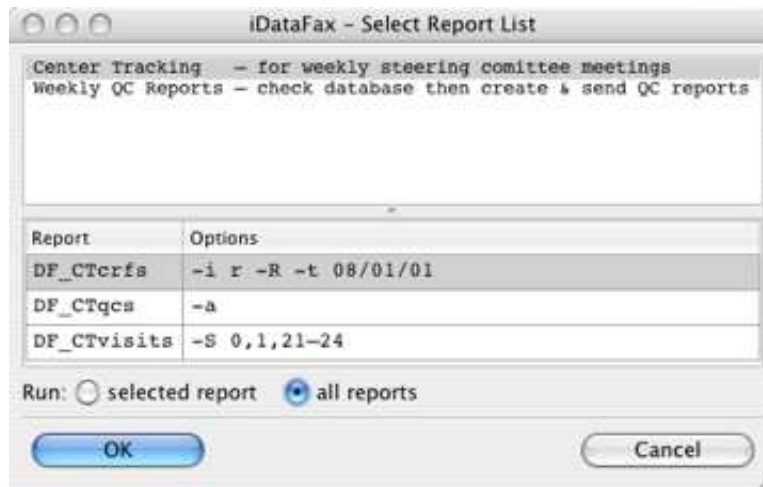 iDataFax – Select Report List
Center Tracking – for weekly steering comittee meetings
Weekly QC Reports – check database then create & send QC reports
Report Options
DF_CTcrfs -i r -R -t 08/01/01
DF_CTqcs -a
DF_CTvisits -S 0,1,21-24
Run: selected report all reports
OK Cancel